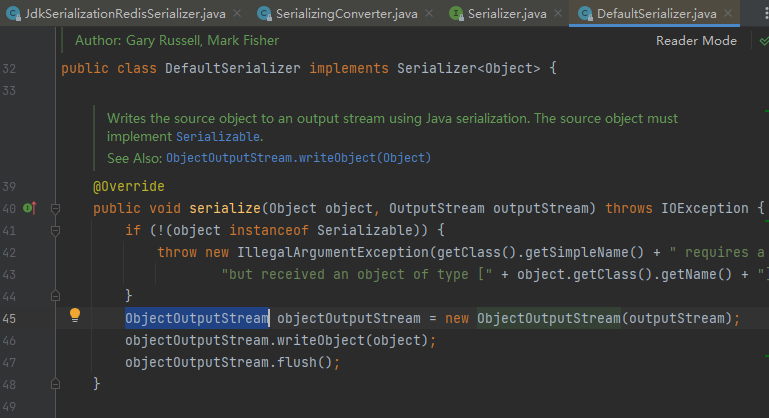 JdkSerializationRedisSerializer.java × SerializingConverter.java × Serializer.java × DefaultSerializer.java ×
Author: Gary Russell, Mark Fisher
Reader Mode
32 public class DefaultSerializer implements Serializer<Object> {
33
Writes the source object to an output stream using Java serialization. The source object must
implement Serializable.
See Also: ObjectOutputStream.writeObject(Object)
39 @Override
40 public void serialize(Object object, OutputStream outputStream) throws IOException {
41 if (!(object instanceof Serializable)) {
42 throw new IllegalArgumentException(getClass().getSimpleName() + " requires a
43 "but received an object of type [" + object.getClass().getName() + "]
44 }
45 ObjectOutputStream objectOutputStream = new ObjectOutputStream(outputStream);
46 objectOutputStream.writeObject(object);
47 objectOutputStream.flush();
48 }
49